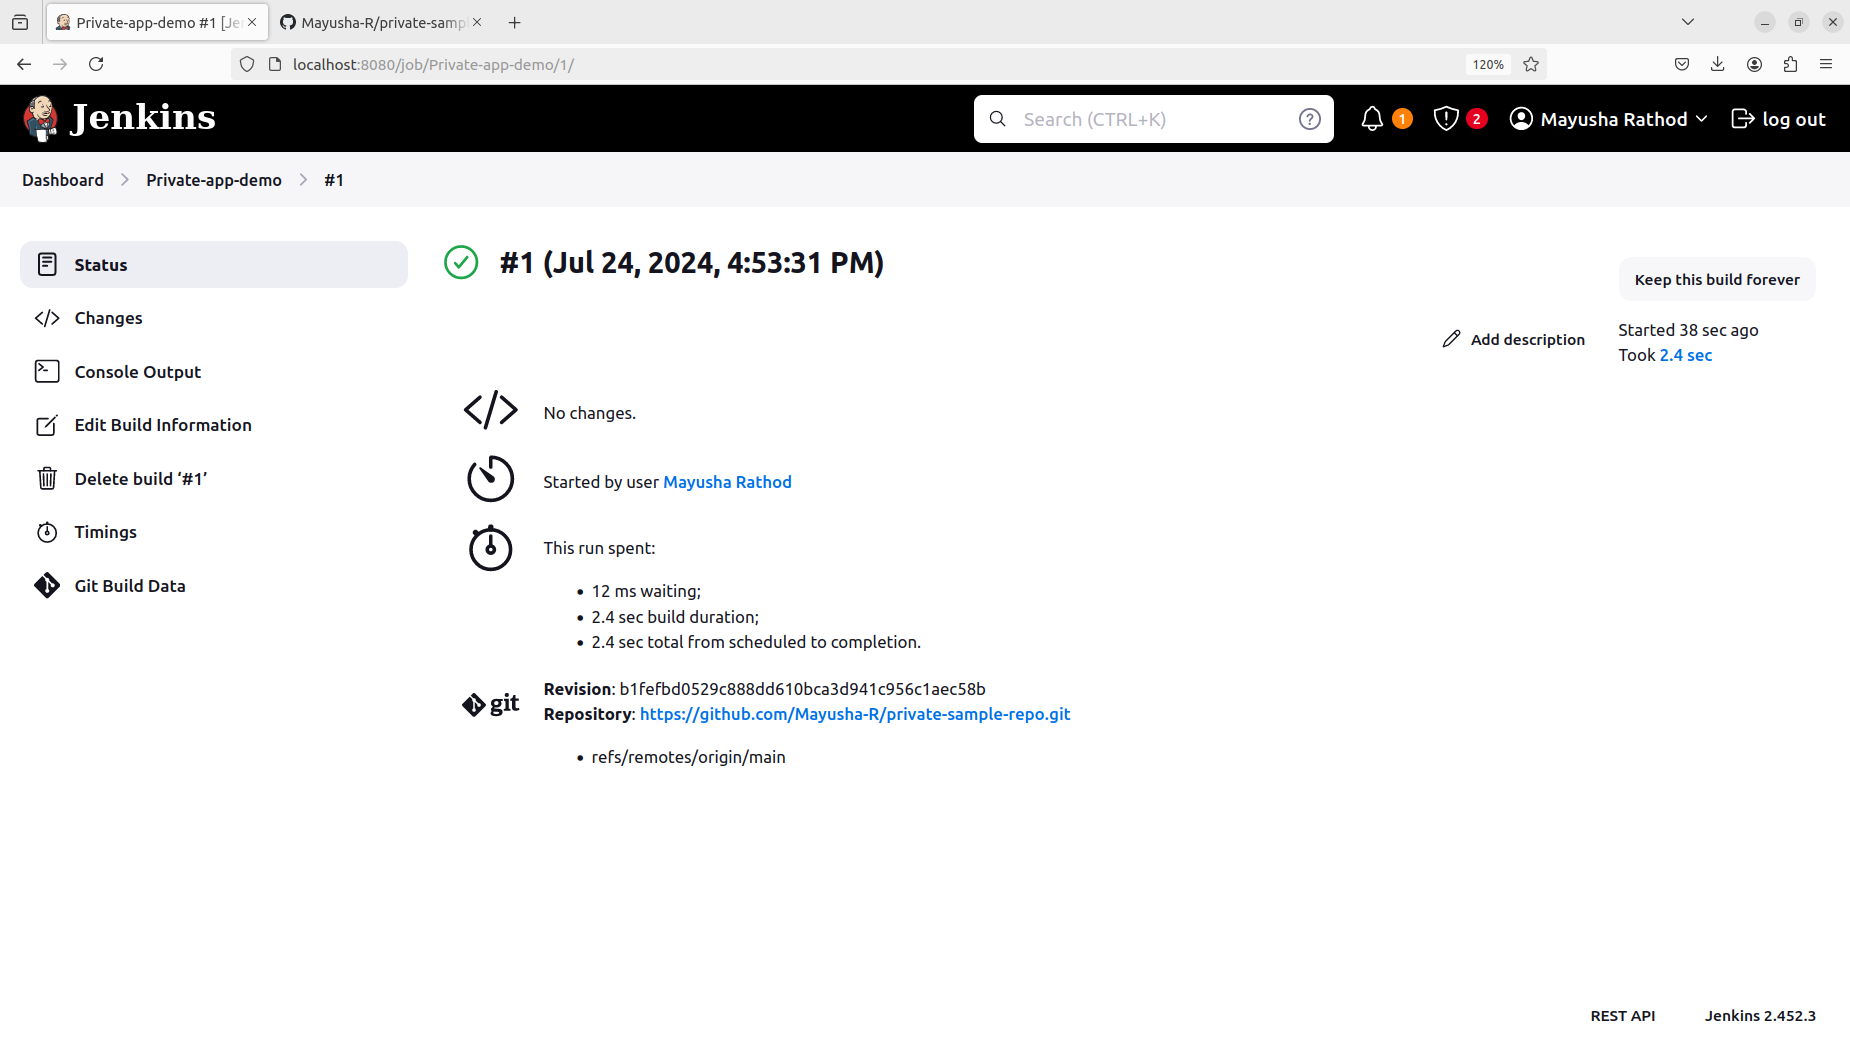 Private-app-demo #1 [Je
Mayusha-R/private-samp
localhost:8080/job/Private-app-demo/1/
120%
Jenkins
Search (CTRL+K)
?
1
2
Mayusha Rathod
log out
Dashboard
Private-app-demo
#1
Status
#1 (Jul 24, 2024, 4:53:31 PM)
Keep this build forever
Changes
Add description
Started 38 sec ago
Took 2.4 sec
Console Output
No changes.
Edit Build Information
Delete build ‘#1’
Started by user Mayusha Rathod
Timings
This run spent:
Git Build Data
• 12 ms waiting;
• 2.4 sec build duration;
• 2.4 sec total from scheduled to completion.
git
Revision: b1fefbd0529c888dd610bca3d941c956c1aec58b
Repository: https://github.com/Mayusha-R/private-sample-repo.git
• refs/remotes/origin/main
REST API
Jenkins 2.452.3